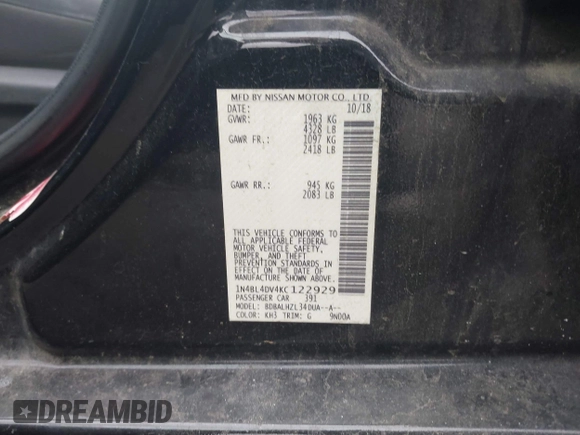 MFD BY NISSAN MOTOR CO., LTD.
DATE: 10/18
GVWR: 1963 KG
4328 LB
GAWR FR.: 1097 KG
2418 LB
GAWR RR.: 945 KG
2083 LB
THIS VEHICLE CONFORMS TO
ALL APPLICABLE FEDERAL
MOTOR VEHICLE SAFETY,
BUMPER, AND THEFT
PREVENTION STANDARDS IN
EFFECT ON THE DATE OF
MANUFACTURE SHOWN ABOVE.
1N4BL4DV4KC122929
PASSENGER CAR 391
MODEL: BDBALHZL34DUA--A--
COLOR: KH3 TRIM: G 9NDOA
DREAMBID